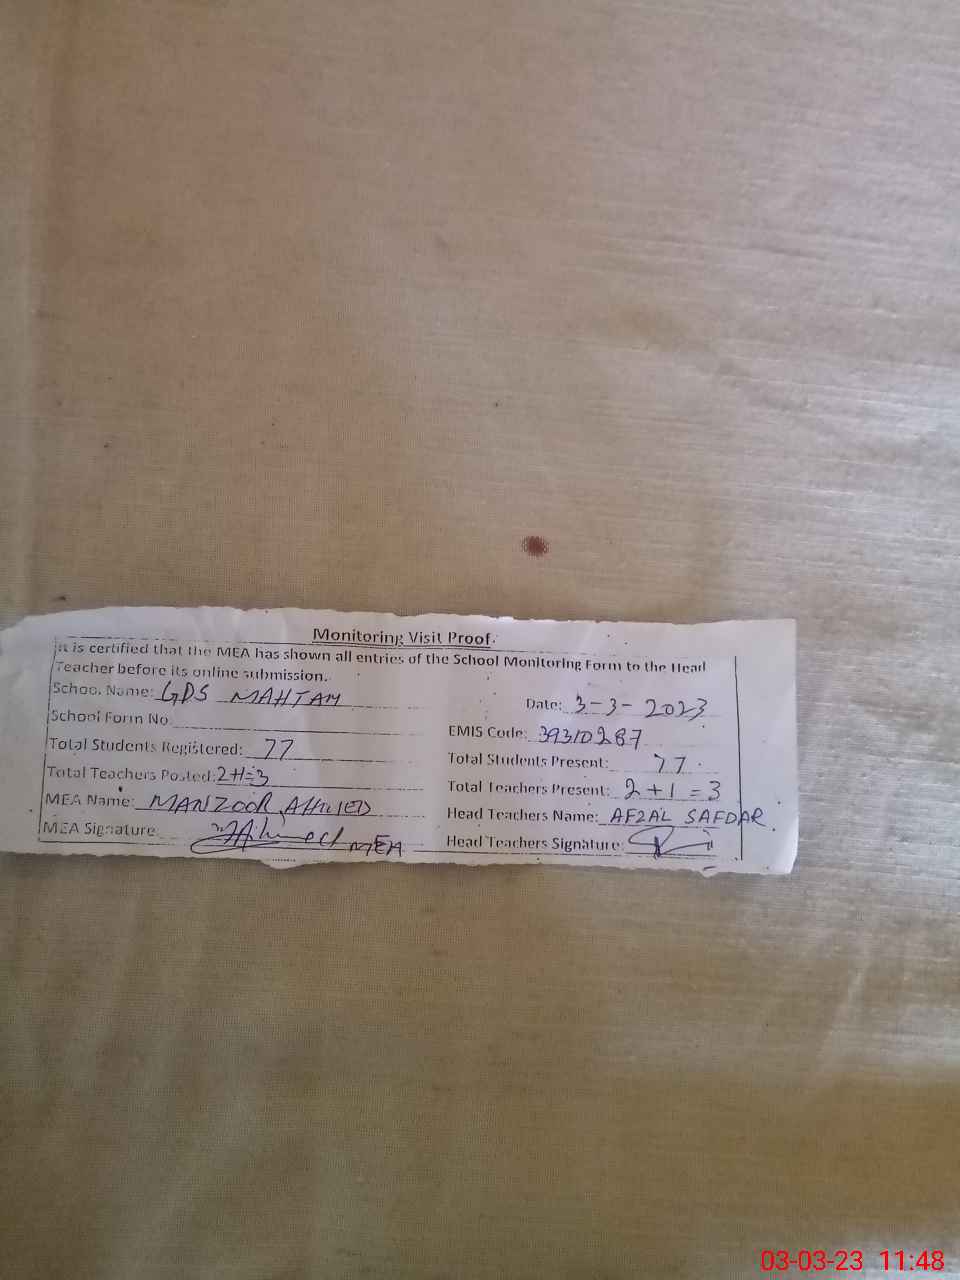 Monitoring Visit Proof.
It is certified that the MEA has shown all entries of the School Monitoring Form to the Head
Teacher before its online submission.
School Name: GDS MAHTAM
Date: 3-3-2023
School Form No:
EMIS Code: 39310287
Total Students Registered: 77
Total Students Present: 77
Total Teachers Posted: 2+1=3
Total Teachers Present: 2+1=3
MEA Name: MANZOOR AHMED
Head Teachers Name: AFZAL SAFDAR.
MEA Signature: MEA
Head Teachers Signature:
03-03-23 11:48